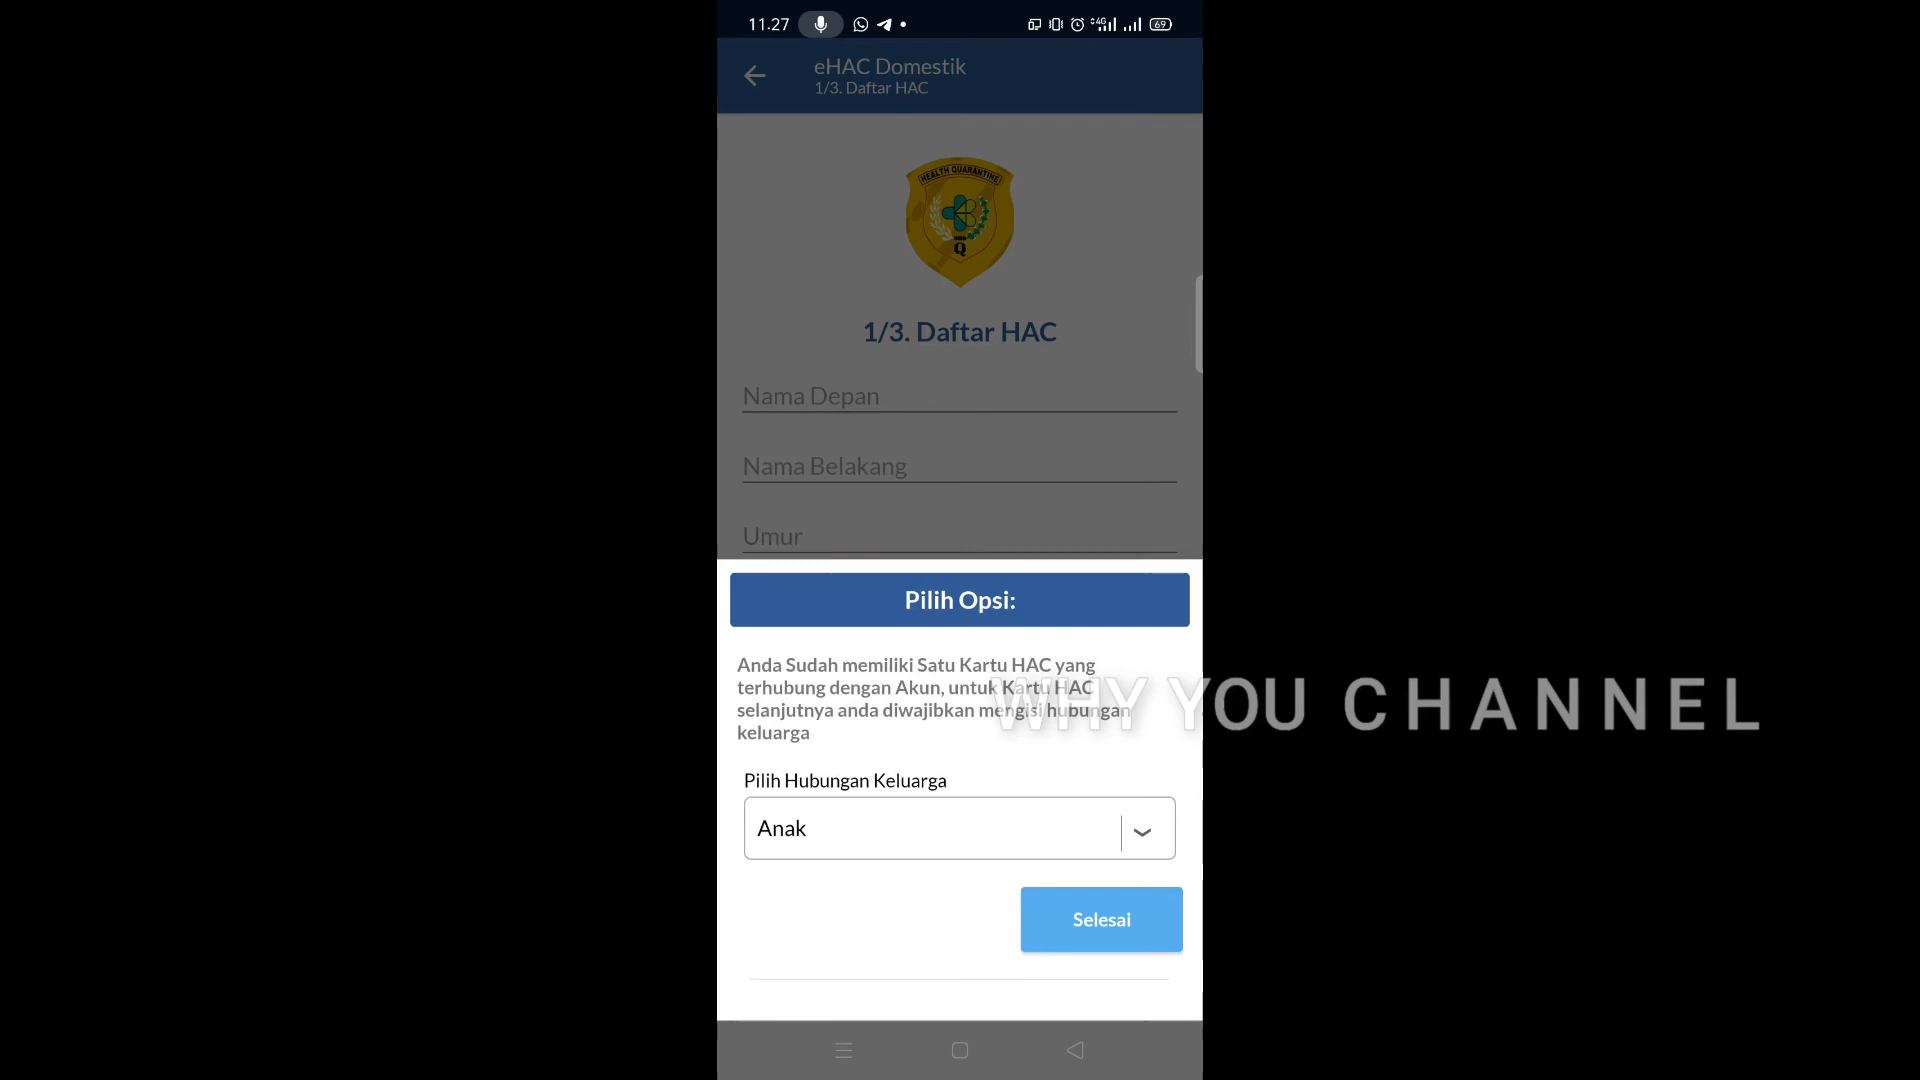 11.27
4G
69
eHAC Domestik
1/3. Daftar HAC
HEALTH QUARANTINE
Q
1/3. Daftar HAC
Nama Depan
Nama Belakang
Umur
Pilih Opsi:
Anda Sudah memiliki Satu Kartu HAC yang
terhubung dengan Akun, untuk Kartu HAC
selanjutnya anda diwajibkan mengisi hubungan
keluarga
WHY YOU CHANNEL
Pilih Hubungan Keluarga
Anak
Selesai